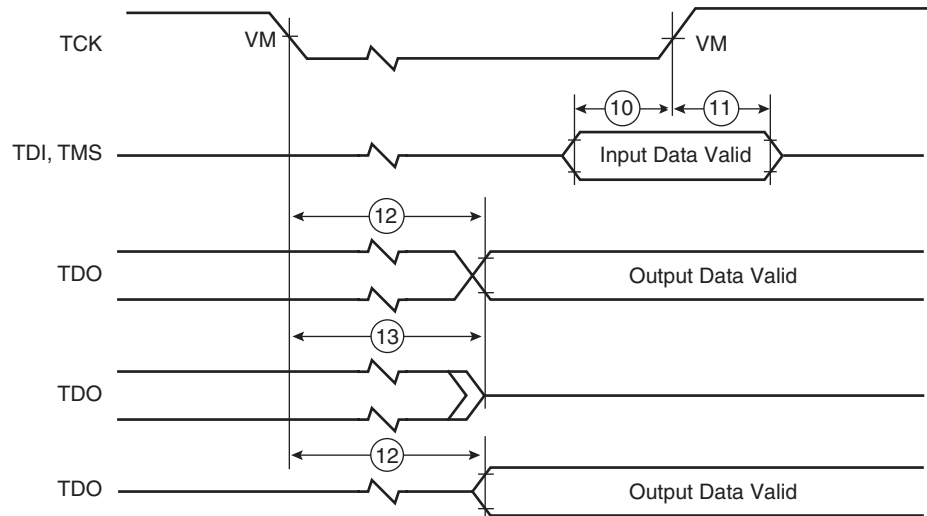 TCK
VM
VM
10
11
TDI, TMS
Input Data Valid
12
TDO
Output Data Valid
13
TDO
12
TDO
Output Data Valid